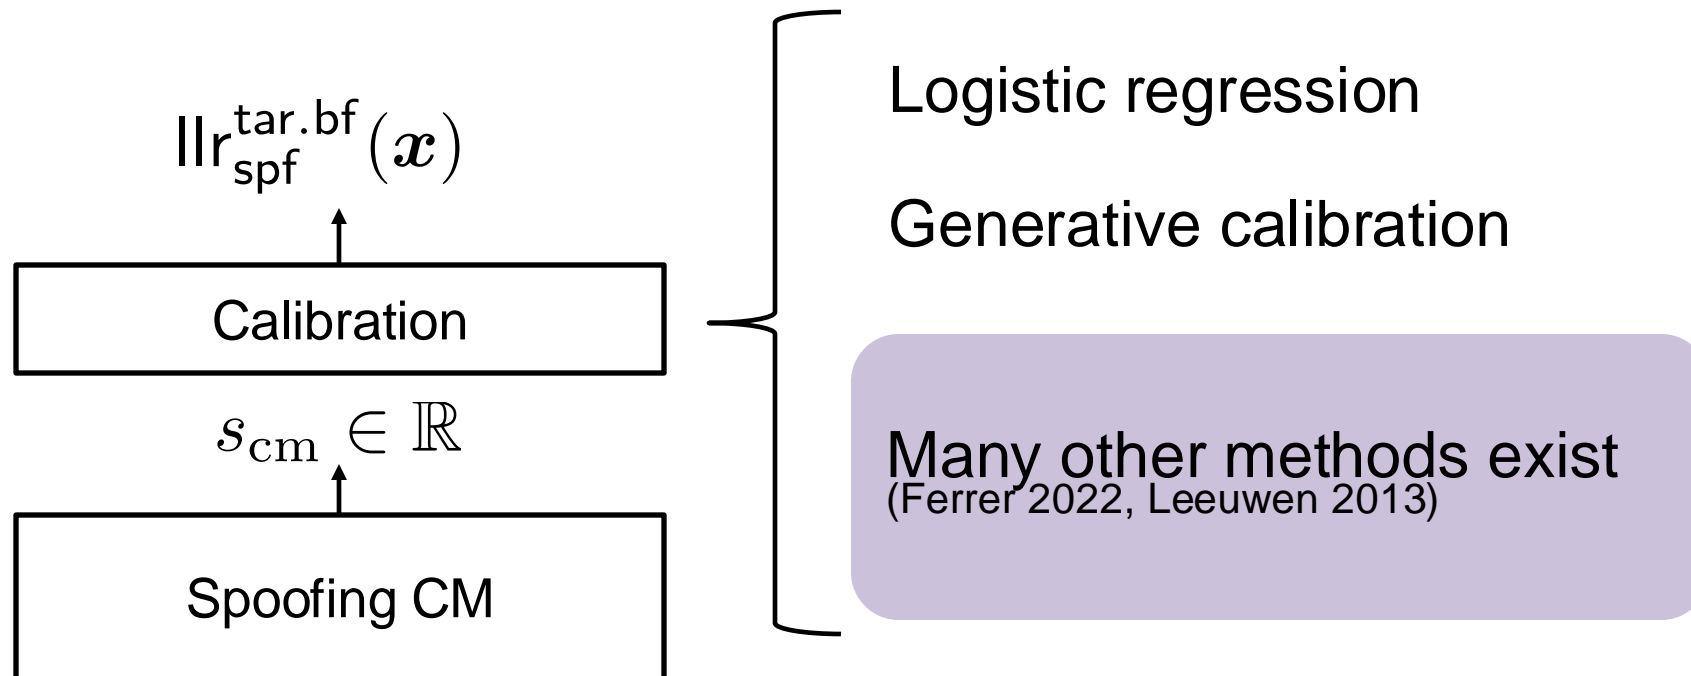 llr_spf^tar.bf(x)
Calibration
s_cm ∈ ℝ
Spoofing CM
Logistic regression
Generative calibration
Many other methods exist
(Ferrer 2022, Leeuwen 2013)